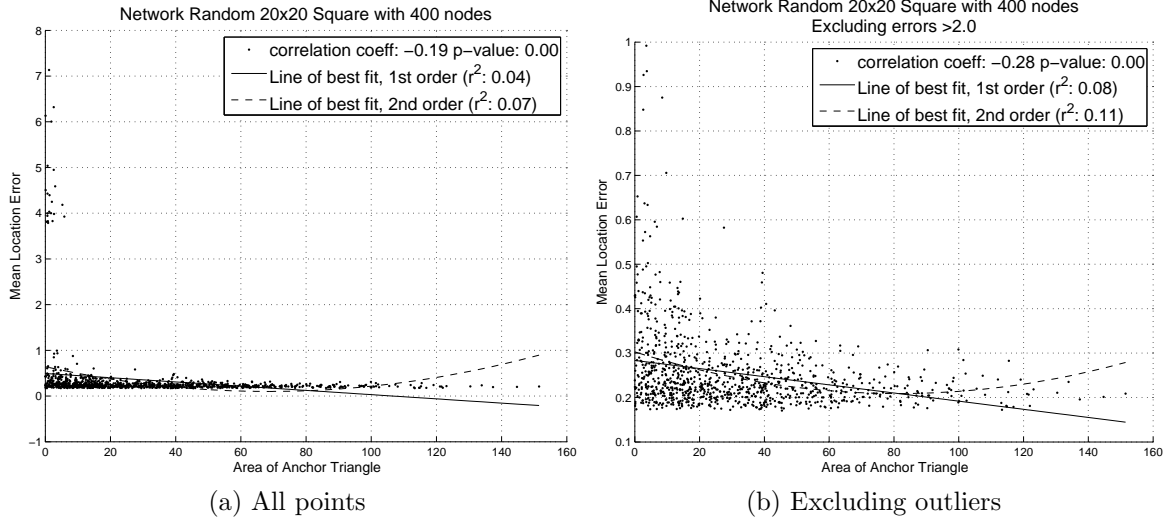 Network Random 20x20 Square with 400 nodes
correlation coeff: −0.19 p−value: 0.00
Line of best fit, 1st order (r²: 0.04)
Line of best fit, 2nd order (r²: 0.07)
8
7
6
5
4
3
2
1
0
−1
Mean Location Error
0 20 40 60 80 100 120 140 160
Area of Anchor Triangle
(a) All points
Network Random 20x20 Square with 400 nodes
Excluding errors >2.0
correlation coeff: −0.28 p−value: 0.00
Line of best fit, 1st order (r²: 0.08)
Line of best fit, 2nd order (r²: 0.11)
1
0.9
0.8
0.7
0.6
0.5
0.4
0.3
0.2
0.1
Mean Location Error
0 20 40 60 80 100 120 140 160
Area of Anchor Triangle
(b) Excluding outliers